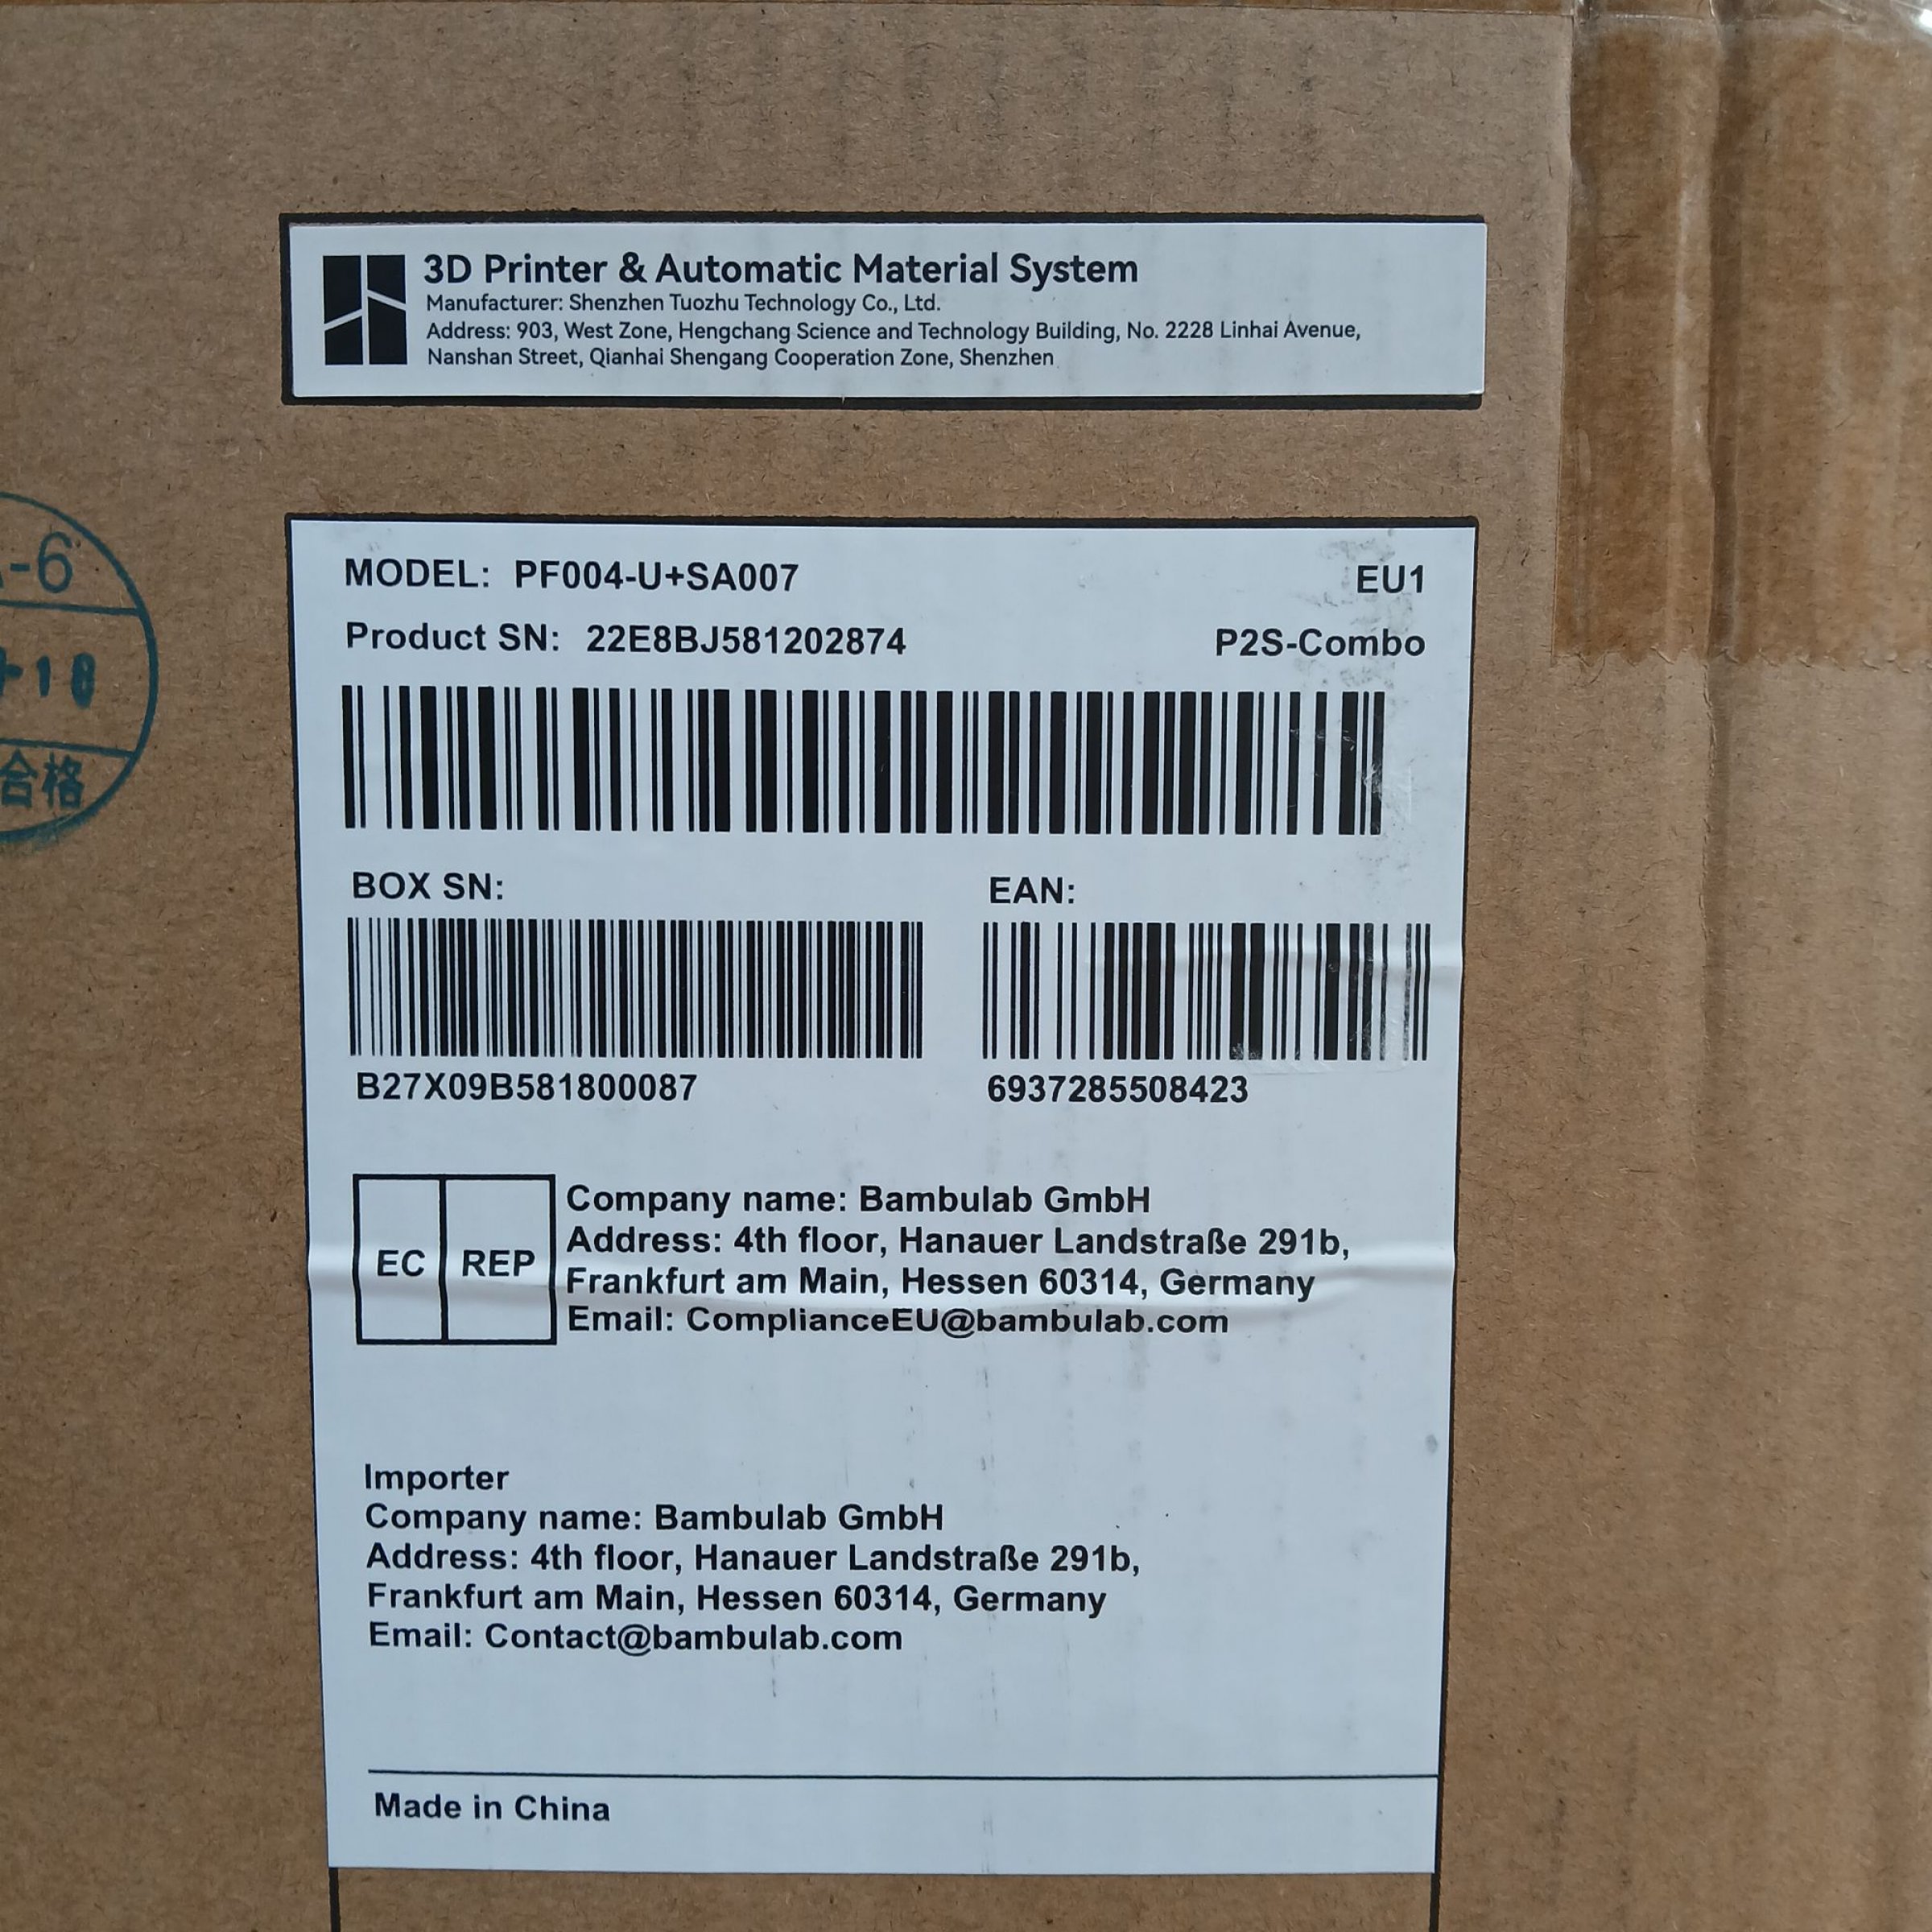 3D Printer & Automatic Material System
Manufacturer: Shenzhen Tuozhu Technology Co., Ltd.
Address: 903, West Zone, Hengchang Science and Technology Building, No. 2228 Linhai Avenue,
Nanshan Street, Qianhai Shengang Cooperation Zone, Shenzhen
-6
18
合格
MODEL: PF004-U+SA007 EU1
Product SN: 22E8BJ581202874 P2S-Combo
BOX SN: EAN:
B27X09B581800087 6937285508423
EC REP
Company name: Bambulab GmbH
Address: 4th floor, Hanauer Landstraße 291b,
Frankfurt am Main, Hessen 60314, Germany
Email: ComplianceEU@bambulab.com
Importer
Company name: Bambulab GmbH
Address: 4th floor, Hanauer Landstraße 291b,
Frankfurt am Main, Hessen 60314, Germany
Email: Contact@bambulab.com
Made in China